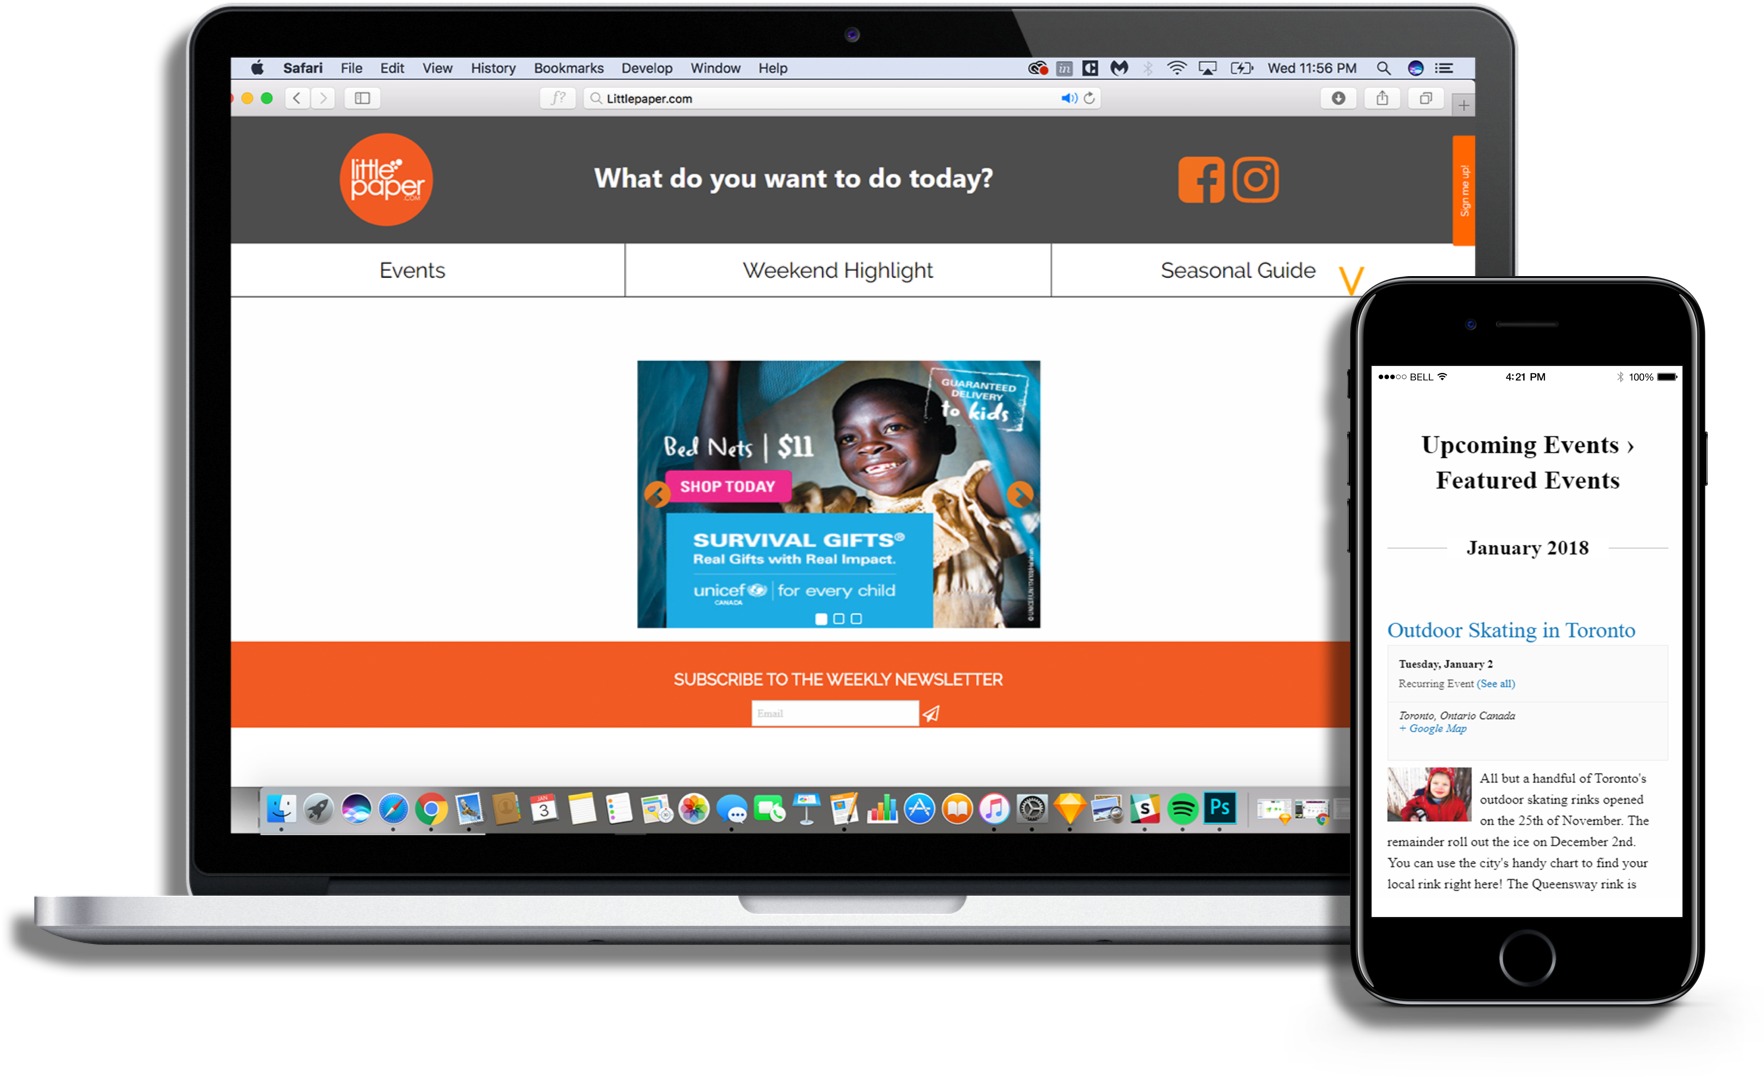 Safari File Edit View History Bookmarks Develop Window Help
Wed 11:56 PM
f?
Littlepaper.com
little
paper
.COM
What do you want to do today?
Sign me up!
Events
Weekend Highlight
Seasonal Guide
V
GUARANTEED
DELIVERY
to kids
Bed Nets | $11
SHOP TODAY
SURVIVAL GIFTS®
Real Gifts with Real Impact.
unicef for every child
CANADA
SUBSCRIBE TO THE WEEKLY NEWSLETTER
Email
JAN
3
S
Ps
BELL
4:21 PM
100%
Upcoming Events ›
Featured Events
January 2018
Outdoor Skating in Toronto
Tuesday, January 2
Recurring Event (See all)
Toronto, Ontario Canada
+ Google Map
All but a handful of Toronto's
outdoor skating rinks opened
on the 25th of November. The
remainder roll out the ice on December 2nd.
You can use the city's handy chart to find your
local rink right here! The Queensway rink is